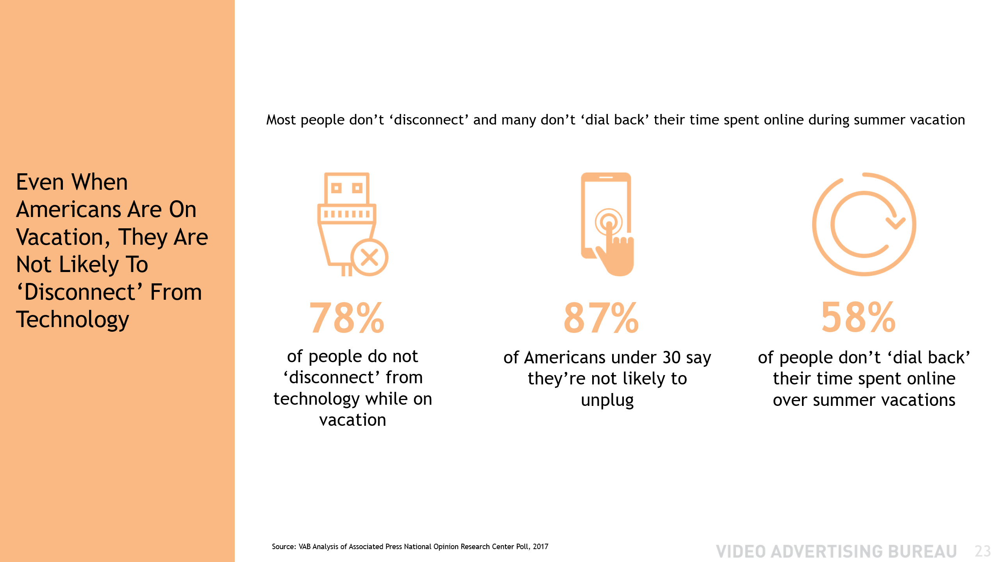 Even When
Americans Are On
Vacation, They Are
Not Likely To
‘Disconnect’ From
Technology
Most people don’t ‘disconnect’ and many don’t ‘dial back’ their time spent online during summer vacation
78%
of people do not
‘disconnect’ from
technology while on
vacation
87%
of Americans under 30 say
they’re not likely to
unplug
58%
of people don’t ‘dial back’
their time spent online
over summer vacations
Source: VAB Analysis of Associated Press National Opinion Research Center Poll, 2017
VIDEO ADVERTISING BUREAU 23